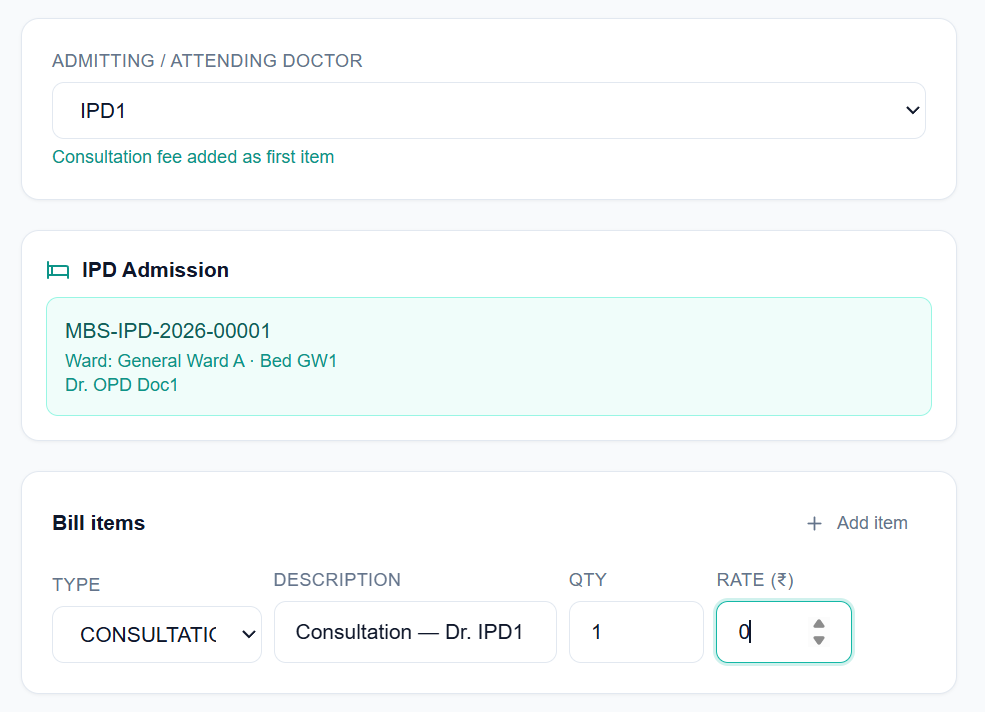 ADMITTING / ATTENDING DOCTOR
IPD1
Consultation fee added as first item
IPD Admission
MBS-IPD-2026-00001
Ward: General Ward A · Bed GW1
Dr. OPD Doc1
Bill items
+ Add item
TYPE DESCRIPTION QTY RATE (₹)
CONSULTATIC Consultation — Dr. IPD1 1 0